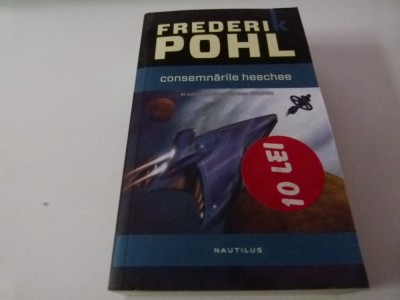 FREDERIk
POHL
consemnările heechee
10 LEI
NAUTILUS